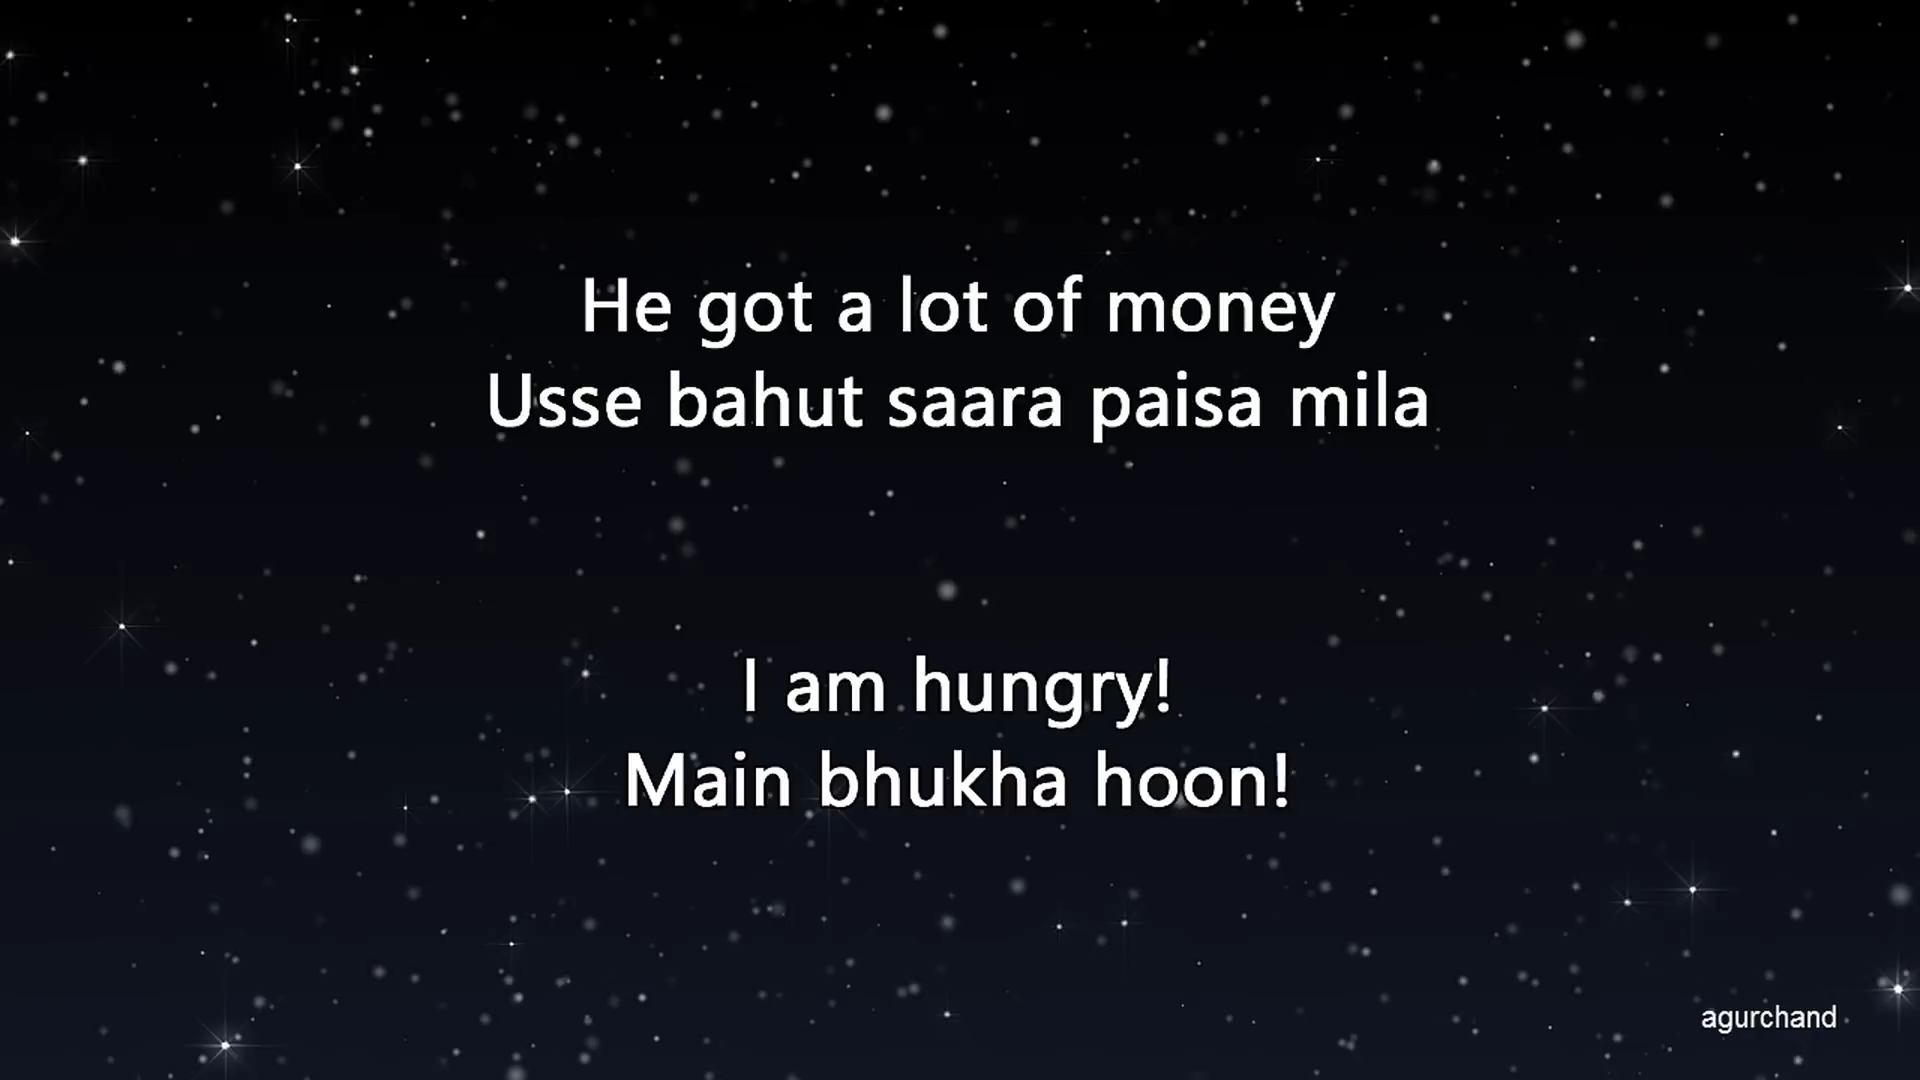 He got a lot of money
Usse bahut saara paisa mila
I am hungry!
Main bhukha hoon!
agurchand